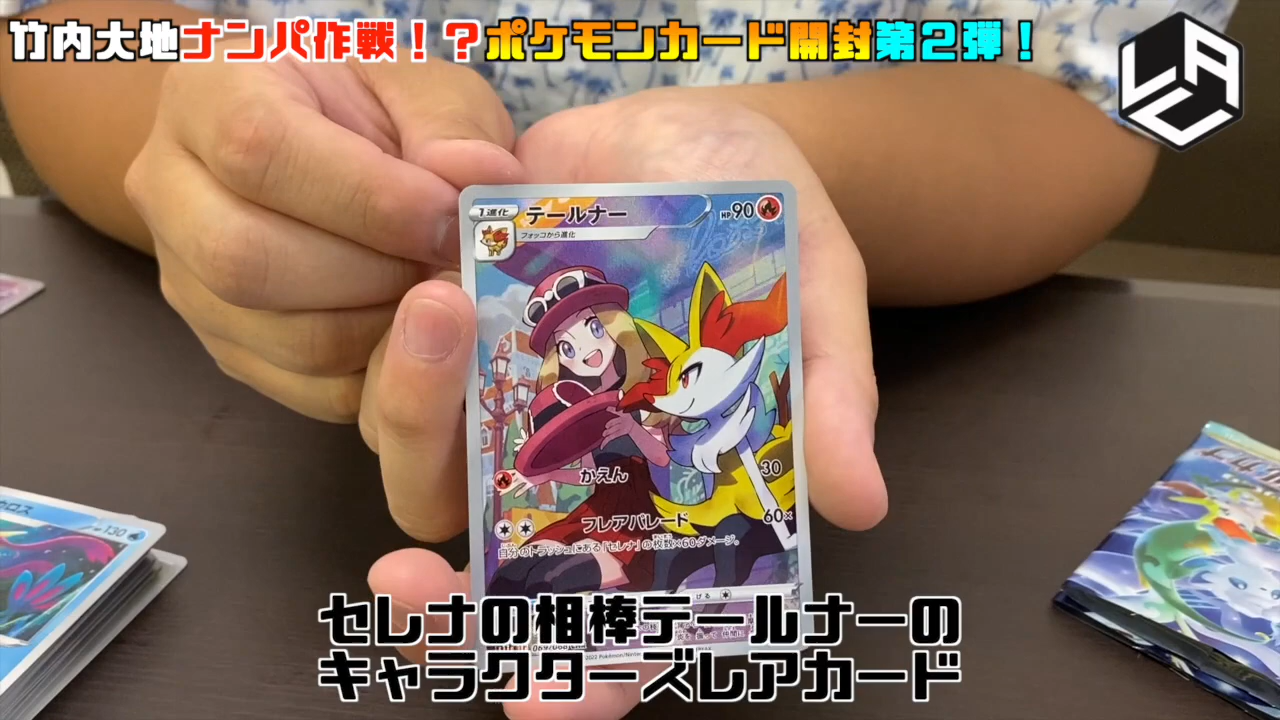 竹内大地ナンパ作戦！？ポケモンカード開封第2弾！
LAC
1進化
テールナー
HP90
フォッコから進化
かえん
30
フレアパレード
60×
自分のトラッシュにある「セレナ」の枚数×60ダメージ。
130
げる
セレナの相棒テールナーの
キャラクターズレアカード